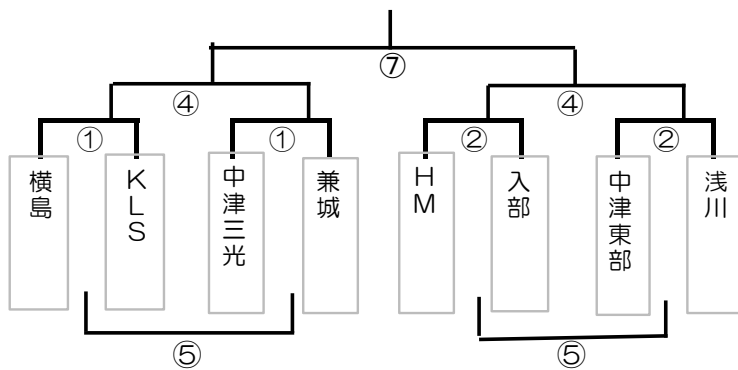 ⑦
④
④
①
①
②
②
横島
KLS
中津三光
兼城
HM
入部
中津東部
浅川
⑤
⑤